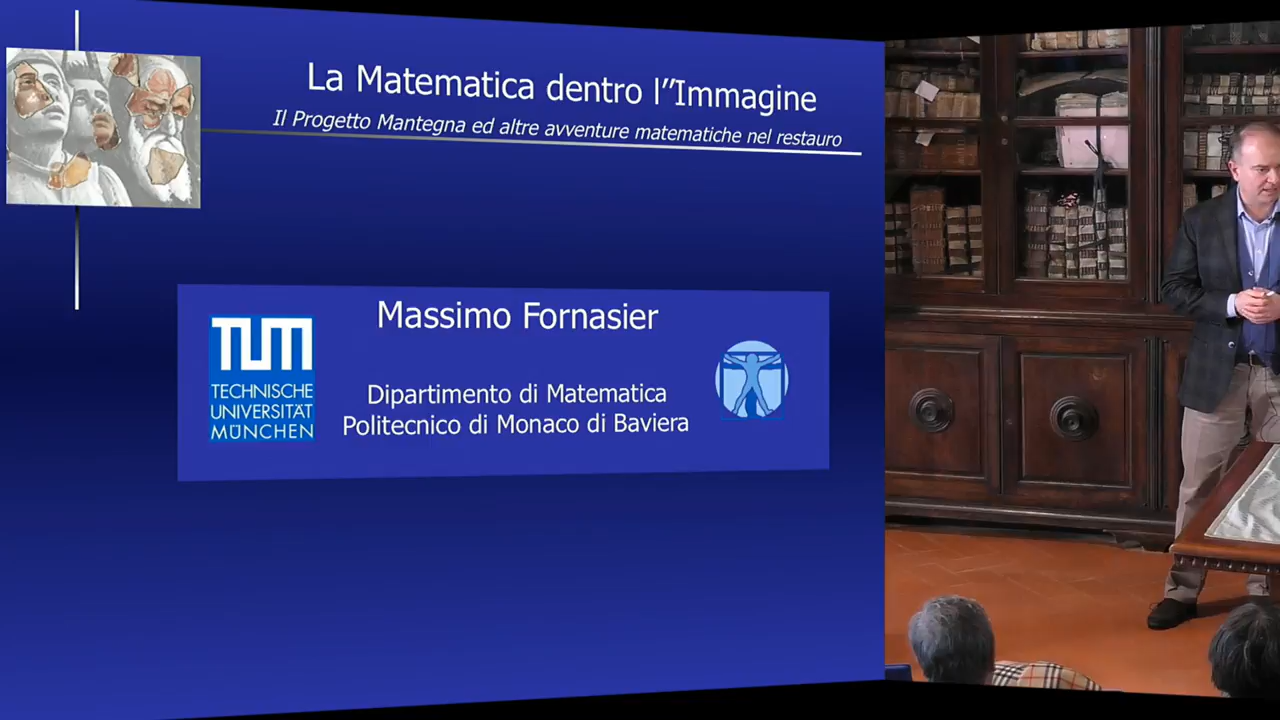 La Matematica dentro l''Immagine
Il Progetto Mantegna ed altre avventure matematiche nel restauro
Massimo Fornasier
TUM
TECHNISCHE
UNIVERSITÄT
MÜNCHEN
Dipartimento di Matematica
Politecnico di Monaco di Baviera